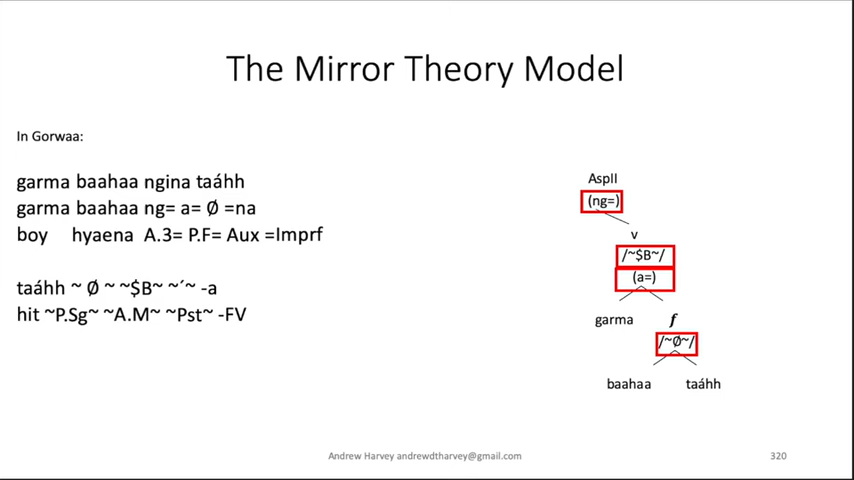 The Mirror Theory Model
In Gorwaa:
garma baahaa ngina taáhh
garma baahaa ng= a= Ø =na
boy hyaena A.3= P.F= Aux =Imprf
taáhh ~ Ø ~ ~$B~ ~´~ -a
hit ~P.Sg~ ~A.M~ ~Pst~ -FV
AspII
(ng=)
v
/~$B~/
(a=)
garma f
/~Ø~/
baahaa taáhh
Andrew Harvey andrewdtharvey@gmail.com 320